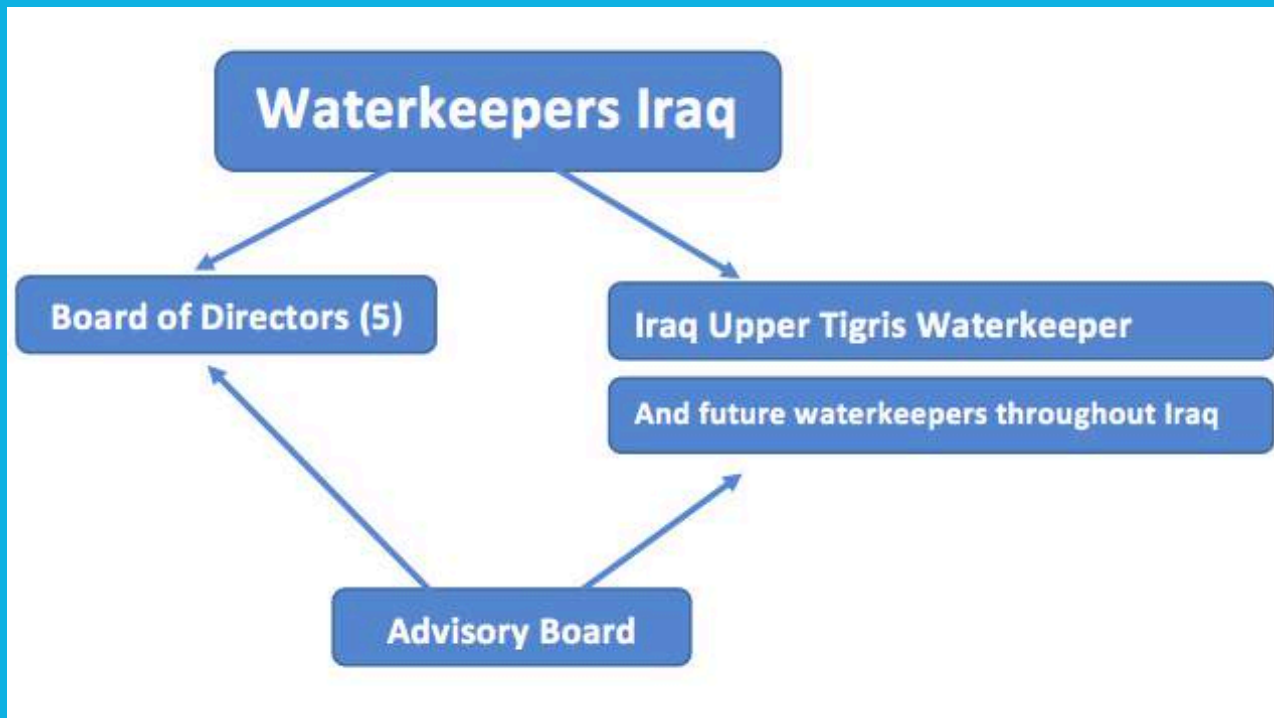 Waterkeepers Iraq
Board of Directors (5)
Iraq Upper Tigris Waterkeeper
And future waterkeepers throughout Iraq
Advisory Board